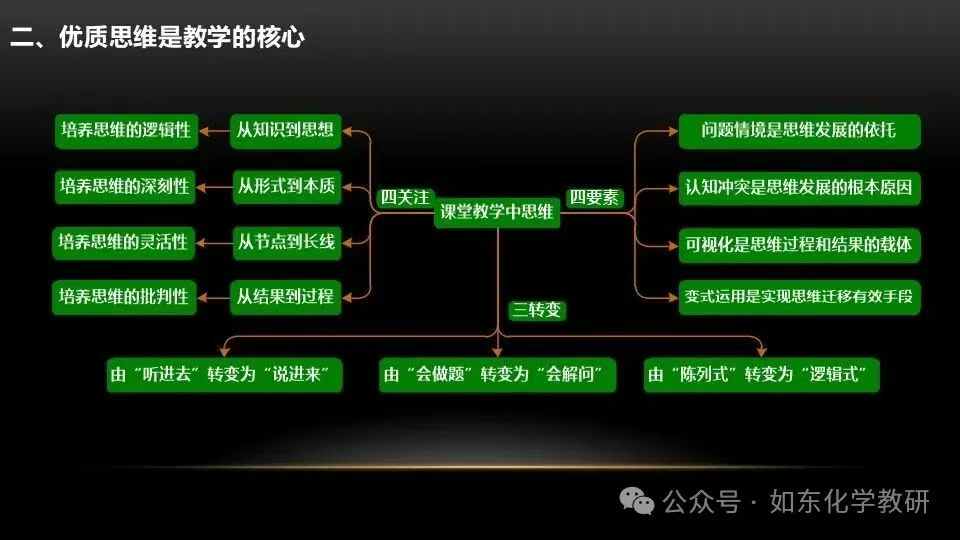 二、优质思维是教学的核心
培养思维的逻辑性
从知识到思想
问题情境是思维发展的依托
培养思维的深刻性
从形式到本质
四关注
课堂教学中思维
四要素
认知冲突是思维发展的根本原因
培养思维的灵活性
从节点到长线
可视化是思维过程和结果的载体
培养思维的批判性
从结果到过程
变式运用是实现思维迁移有效手段
三转变
由“听进去”转变为“说进来”
由“会做题”转变为“会解问”
由“陈列式”转变为“逻辑式”
公众号·如东化学教研